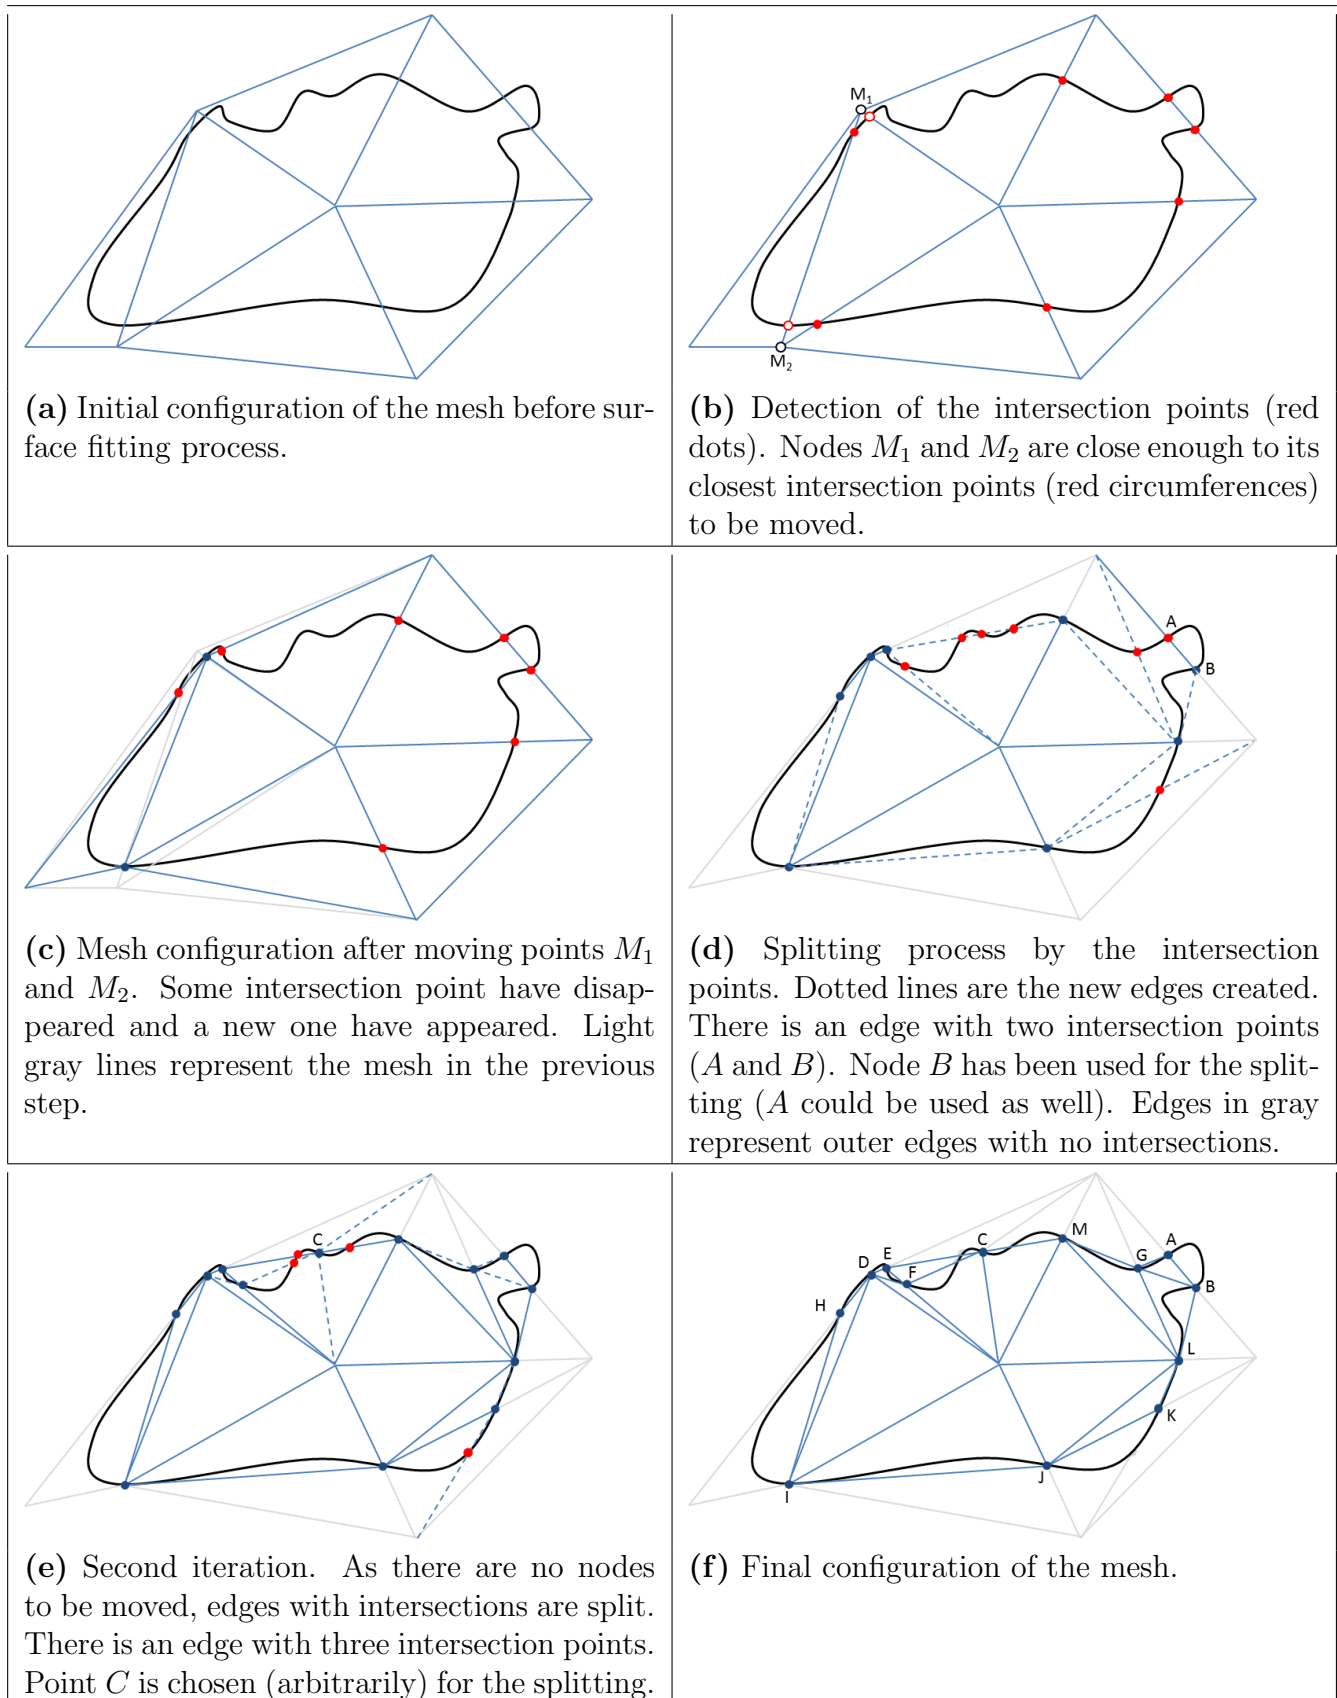 M1
M2
(a) Initial configuration of the mesh before sur-
face fitting process.
(b) Detection of the intersection points (red
dots). Nodes M1 and M2 are close enough to its
closest intersection points (red circumferences)
to be moved.
A
B
(c) Mesh configuration after moving points M1
and M2. Some intersection point have disap-
peared and a new one have appeared. Light
gray lines represent the mesh in the previous
step.
(d) Splitting process by the intersection
points. Dotted lines are the new edges created.
There is an edge with two intersection points
(A and B). Node B has been used for the split-
ting (A could be used as well). Edges in gray
represent outer edges with no intersections.
C
M
C
A
E
G
D
F
B
H
L
K
J
I
(e) Second iteration. As there are no nodes
to be moved, edges with intersections are split.
There is an edge with three intersection points.
Point C is chosen (arbitrarily) for the splitting.
(f) Final configuration of the mesh.